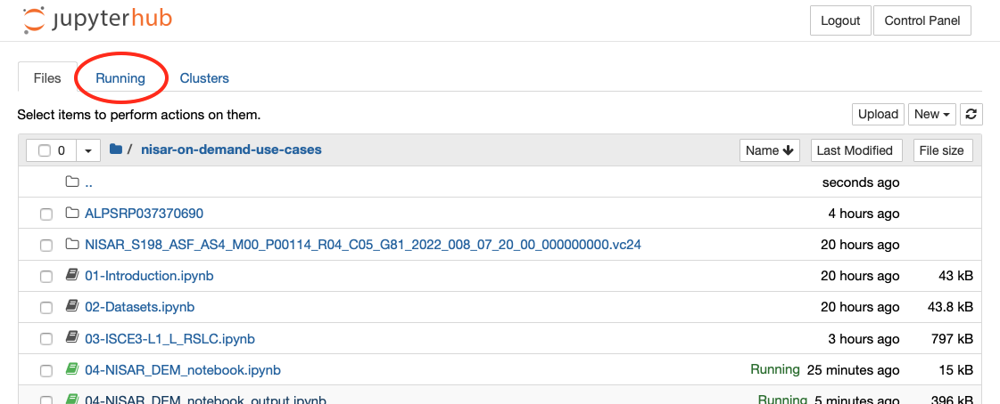 jupyterhub Logout Control Panel
Files Running Clusters
Select items to perform actions on them. Upload New
0 / nisar-on-demand-use-cases Name Last Modified File size
.. seconds ago
ALPSRP037370690 4 hours ago
NISAR_S198_ASF_AS4_M00_P00114_R04_C05_G81_2022_008_07_20_00_000000000.vc24 20 hours ago
01-Introduction.ipynb 20 hours ago 43 kB
02-Datasets.ipynb 20 hours ago 43.8 kB
03-ISCE3-L1_L_RSLC.ipynb 3 hours ago 797 kB
04-NISAR_DEM_notebook.ipynb Running 25 minutes ago 15 kB
04-NISAR_DEM_notebook_output.ipynb Running 5 minutes ago 396 kB